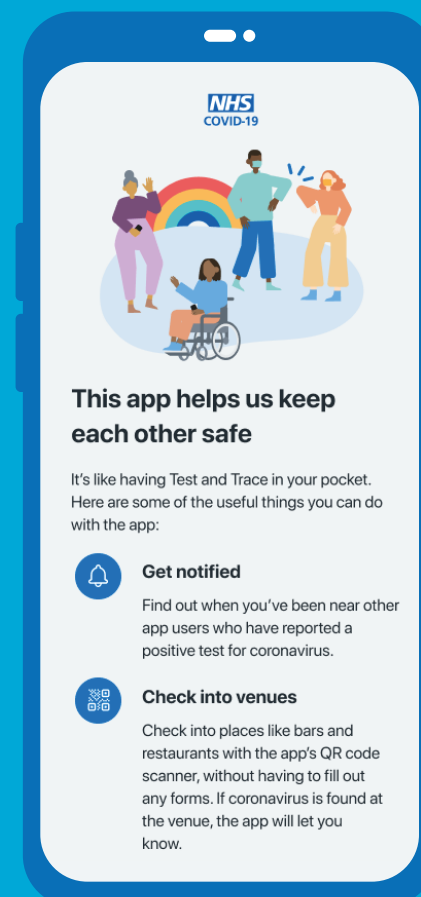 NHS
COVID-19
This app helps us keep
each other safe
It’s like having Test and Trace in your pocket.
Here are some of the useful things you can do
with the app:
Get notified
Find out when you’ve been near other
app users who have reported a
positive test for coronavirus.
Check into venues
Check into places like bars and
restaurants with the app’s QR code
scanner, without having to fill out
any forms. If coronavirus is found at
the venue, the app will let you
know.